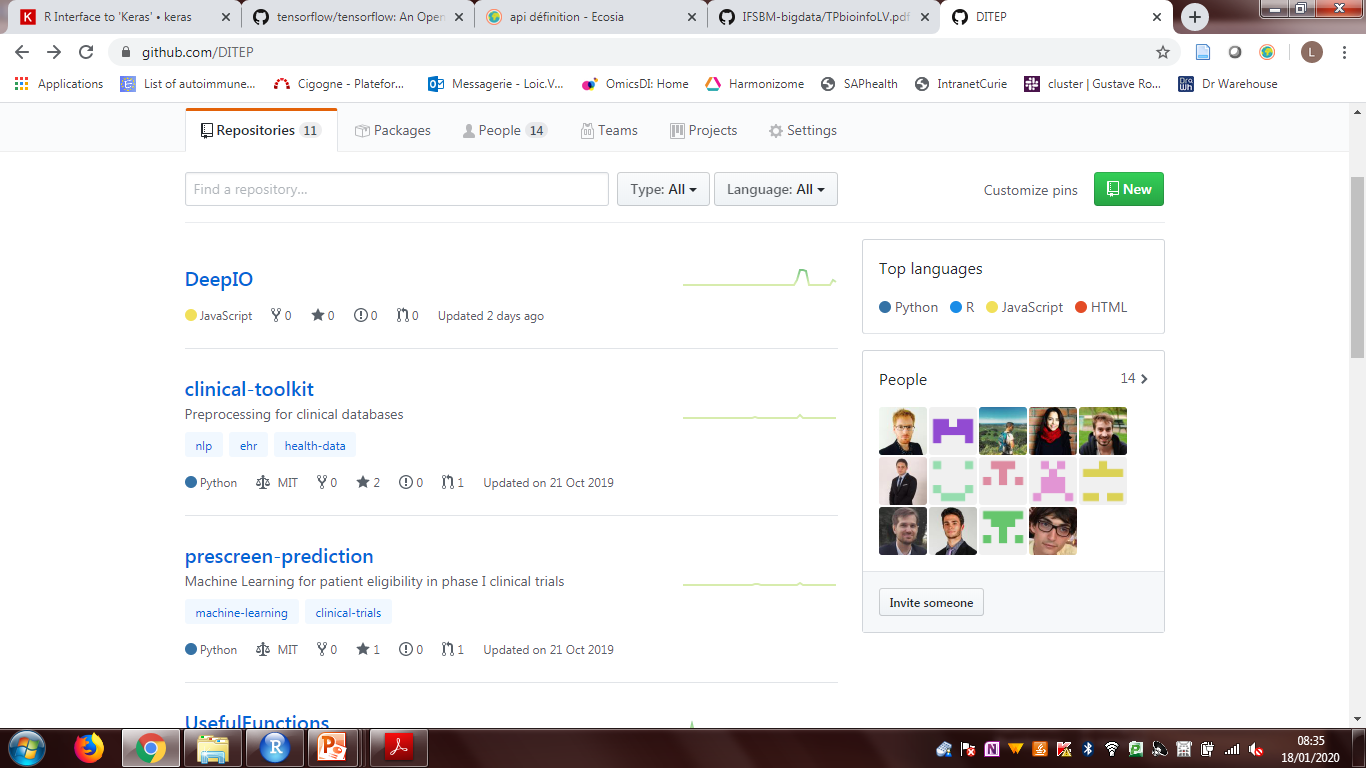 R Interface to 'Keras' • keras
tensorflow/tensorflow: An Open
api définition - Ecosia
IFSBM-bigdata/TPbioinfoLV.pdf
DITEP
github.com/DITEP
L
Applications
List of autoimmune...
Cigogne - Platefor...
Messagerie - Loic.V...
OmicsDI: Home
Harmonizome
SAPhealth
IntranetCurie
cluster | Gustave Ro...
Dr Warehouse
Repositories 11
Packages
People 14
Teams
Projects
Settings
Find a repository...
Type: All
Language: All
Customize pins
New
DeepIO
JavaScript 0 0 0 0 Updated 2 days ago
clinical-toolkit
Preprocessing for clinical databases
nlp ehr health-data
Python MIT 0 2 0 1 Updated on 21 Oct 2019
prescreen-prediction
Machine Learning for patient eligibility in phase I clinical trials
machine-learning clinical-trials
Python MIT 0 1 0 1 Updated on 21 Oct 2019
UsefulFunctions
Top languages
Python R JavaScript HTML
People 14
Invite someone
08:35
18/01/2020